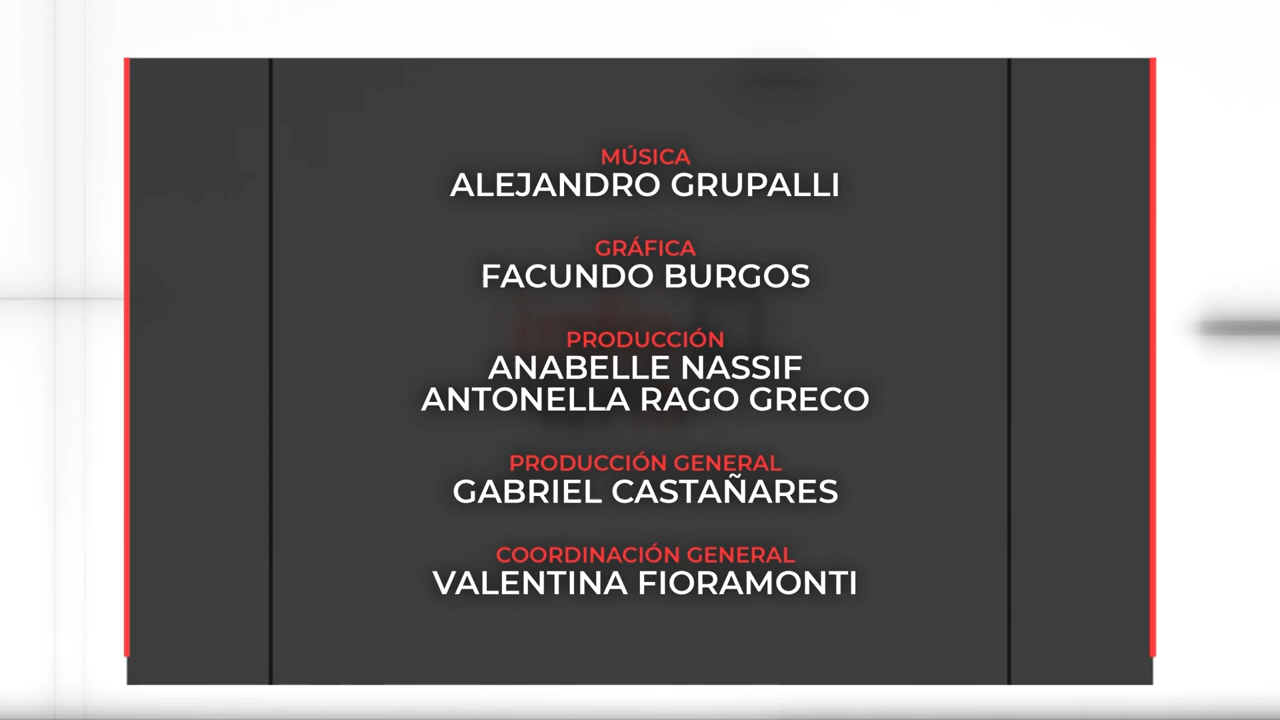 MÚSICA
ALEJANDRO GRUPALLI
GRÁFICA
FACUNDO BURGOS
PRODUCCIÓN
ANABELLE NASSIF
ANTONELLA RAGO GRECO
PRODUCCIÓN GENERAL
GABRIEL CASTAÑARES
COORDINACIÓN GENERAL
VALENTINA FIORAMONTI